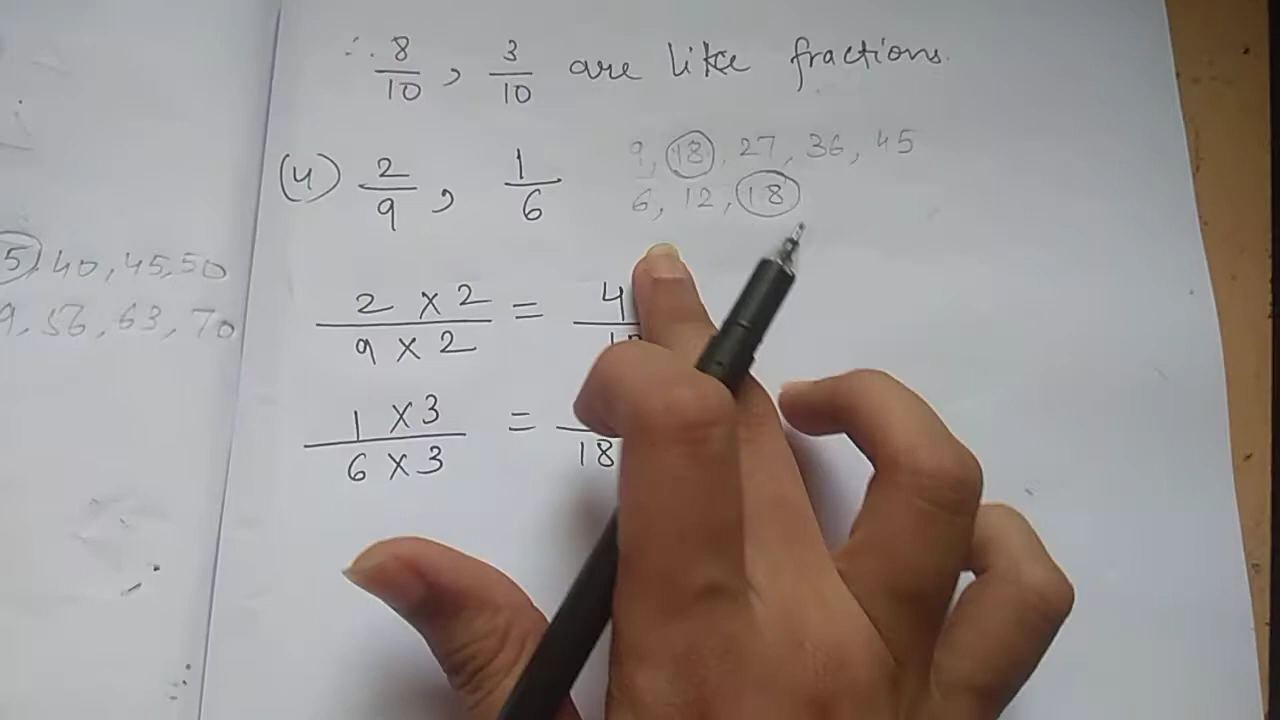 ∴ 8/10 , 3/10 are like fractions.
(4) 2/9 , 1/6
9, 18, 27, 36, 45
6, 12, 18
2 × 2 / 9 × 2 = 4
1 × 3 / 6 × 3 = /18
5, 40, 45, 50
9, 56, 63, 70